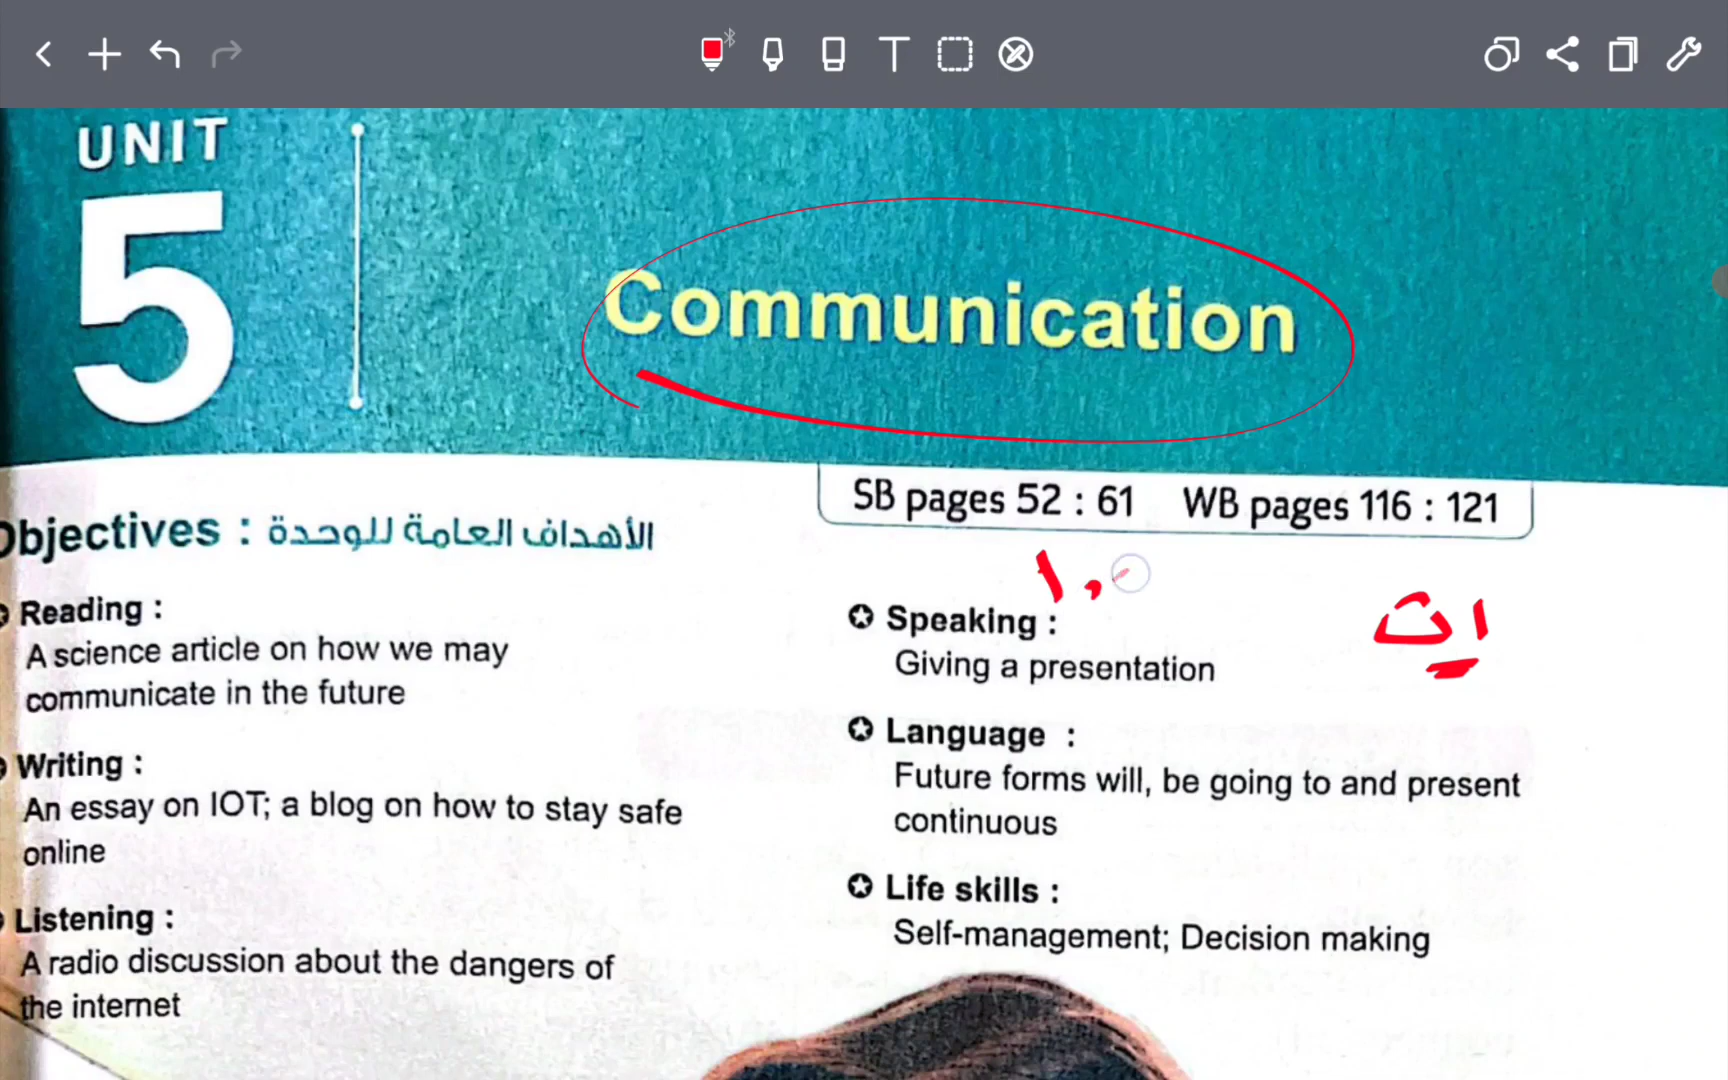 UNIT
5
Communication
SB pages 52 : 61 WB pages 116 : 121
Objectives : الأهداف العامة للوحدة
Reading :
A science article on how we may
communicate in the future
Writing :
An essay on IOT; a blog on how to stay safe
online
Listening :
A radio discussion about the dangers of
the internet
Speaking :
Giving a presentation
Language :
Future forms will, be going to and present
continuous
Life skills :
Self-management; Decision making